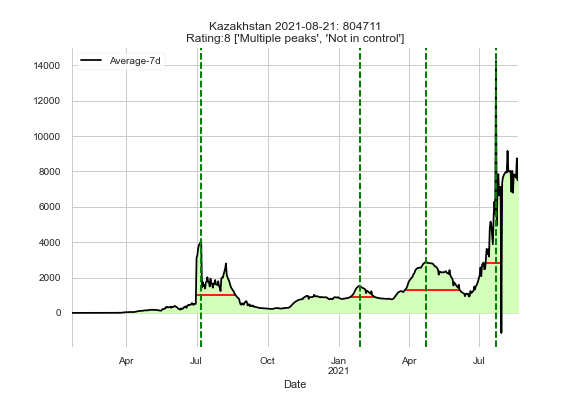 Kazakhstan 2021-08-21: 804711
Rating:8 ['Multiple peaks', 'Not in control']
Average-7d
14000
12000
10000
8000
6000
4000
2000
0
Apr Jul Oct Jan Apr Jul
2021
Date